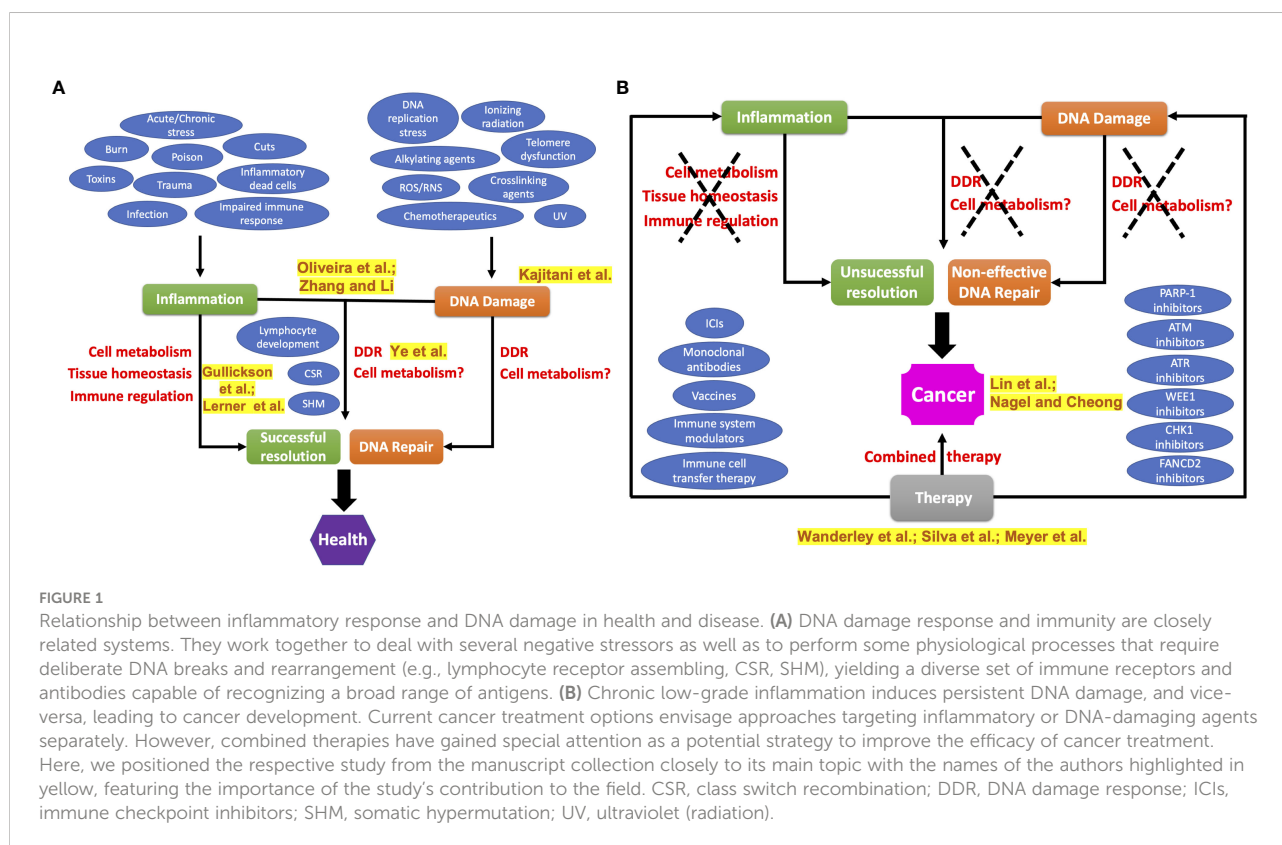 A
Acute/Chronic
stress
Burn
Poison
Cuts
Toxins
Trauma
Inflammatory
dead cells
Infection
Impaired immune
response
DNA
replication
stress
Ionizing
radiation
Alkylating agents
Telomere
dysfunction
ROS/RNS
Crosslinking
agents
Chemotherapeutics
UV
Oliveira et al.;
Zhang and Li
Kajitani et al.
Inflammation
DNA Damage
Lymphocyte
development
CSR
SHM
Cell metabolism
Tissue homeostasis
Immune regulation
Gullickson
et al.;
Lerner et al.
DDR Ye et al.
Cell metabolism?
DDR
Cell metabolism?
Successful
resolution
DNA Repair
Health
B
Inflammation
DNA Damage
Cell metabolism
Tissue homeostasis
Immune regulation
DDR
Cell metabolism?
DDR
Cell metabolism?
Unsucessful
resolution
Non-effective
DNA Repair
ICIs
Monoclonal
antibodies
Vaccines
Immune system
modulators
Immune cell
transfer therapy
PARP-1
inhibitors
ATM
inhibitors
ATR
inhibitors
WEE1
inhibitors
CHK1
inhibitors
FANCD2
inhibitors
Cancer
Lin et al.;
Nagel and Cheong
Combined therapy
Therapy
Wanderley et al.; Silva et al.; Meyer et al.
FIGURE 1
Relationship between inflammatory response and DNA damage in health and disease. (A) DNA damage response and immunity are closely
related systems. They work together to deal with several negative stressors as well as to perform some physiological processes that require
deliberate DNA breaks and rearrangement (e.g., lymphocyte receptor assembling, CSR, SHM), yielding a diverse set of immune receptors and
antibodies capable of recognizing a broad range of antigens. (B) Chronic low-grade inflammation induces persistent DNA damage, and vice-
versa, leading to cancer development. Current cancer treatment options envisage approaches targeting inflammatory or DNA-damaging agents
separately. However, combined therapies have gained special attention as a potential strategy to improve the efficacy of cancer treatment.
Here, we positioned the respective study from the manuscript collection closely to its main topic with the names of the authors highlighted in
yellow, featuring the importance of the study's contribution to the field. CSR, class switch recombination; DDR, DNA damage response; ICIs,
immune checkpoint inhibitors; SHM, somatic hypermutation; UV, ultraviolet (radiation).